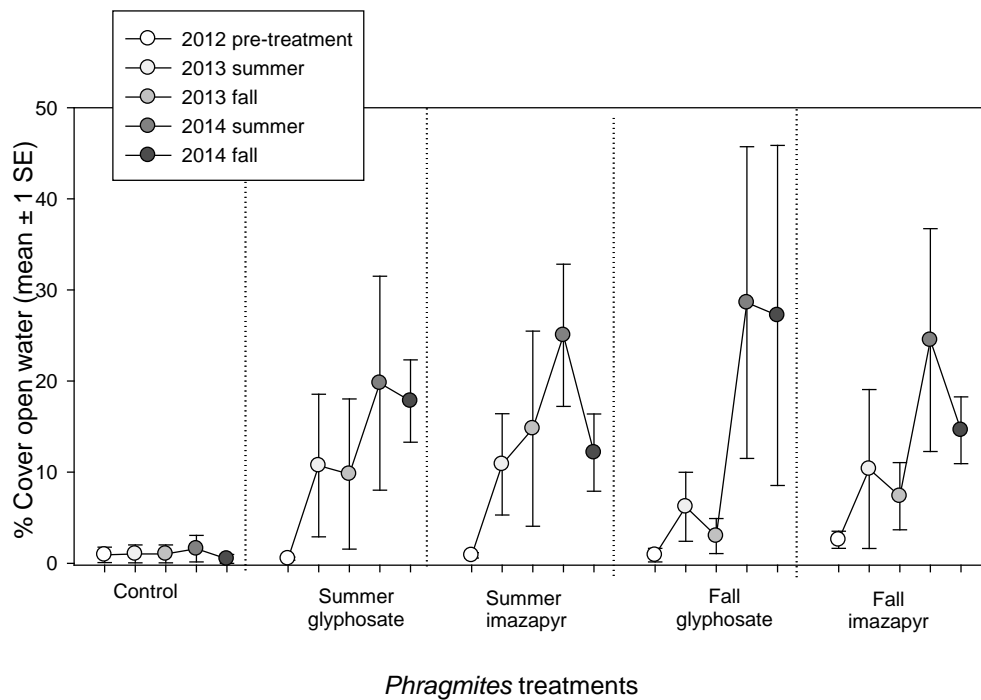 2012 pre-treatment
2013 summer
2013 fall
2014 summer
2014 fall
% Cover open water (mean ± 1 SE)
50
40
30
20
10
0
Control
Summer
glyphosate
Summer
imazapyr
Fall
glyphosate
Fall
imazapyr
Phragmites treatments